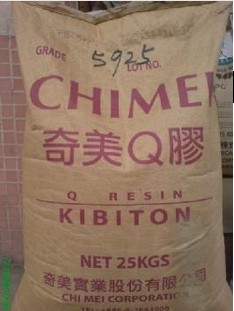 5925
GRADE
LOT NO.
CHIMEI
奇美Q膠
Q RESIN
KIBITON
NET 25KGS
奇美實業股份有限公司
CHI MEI CORPORATION